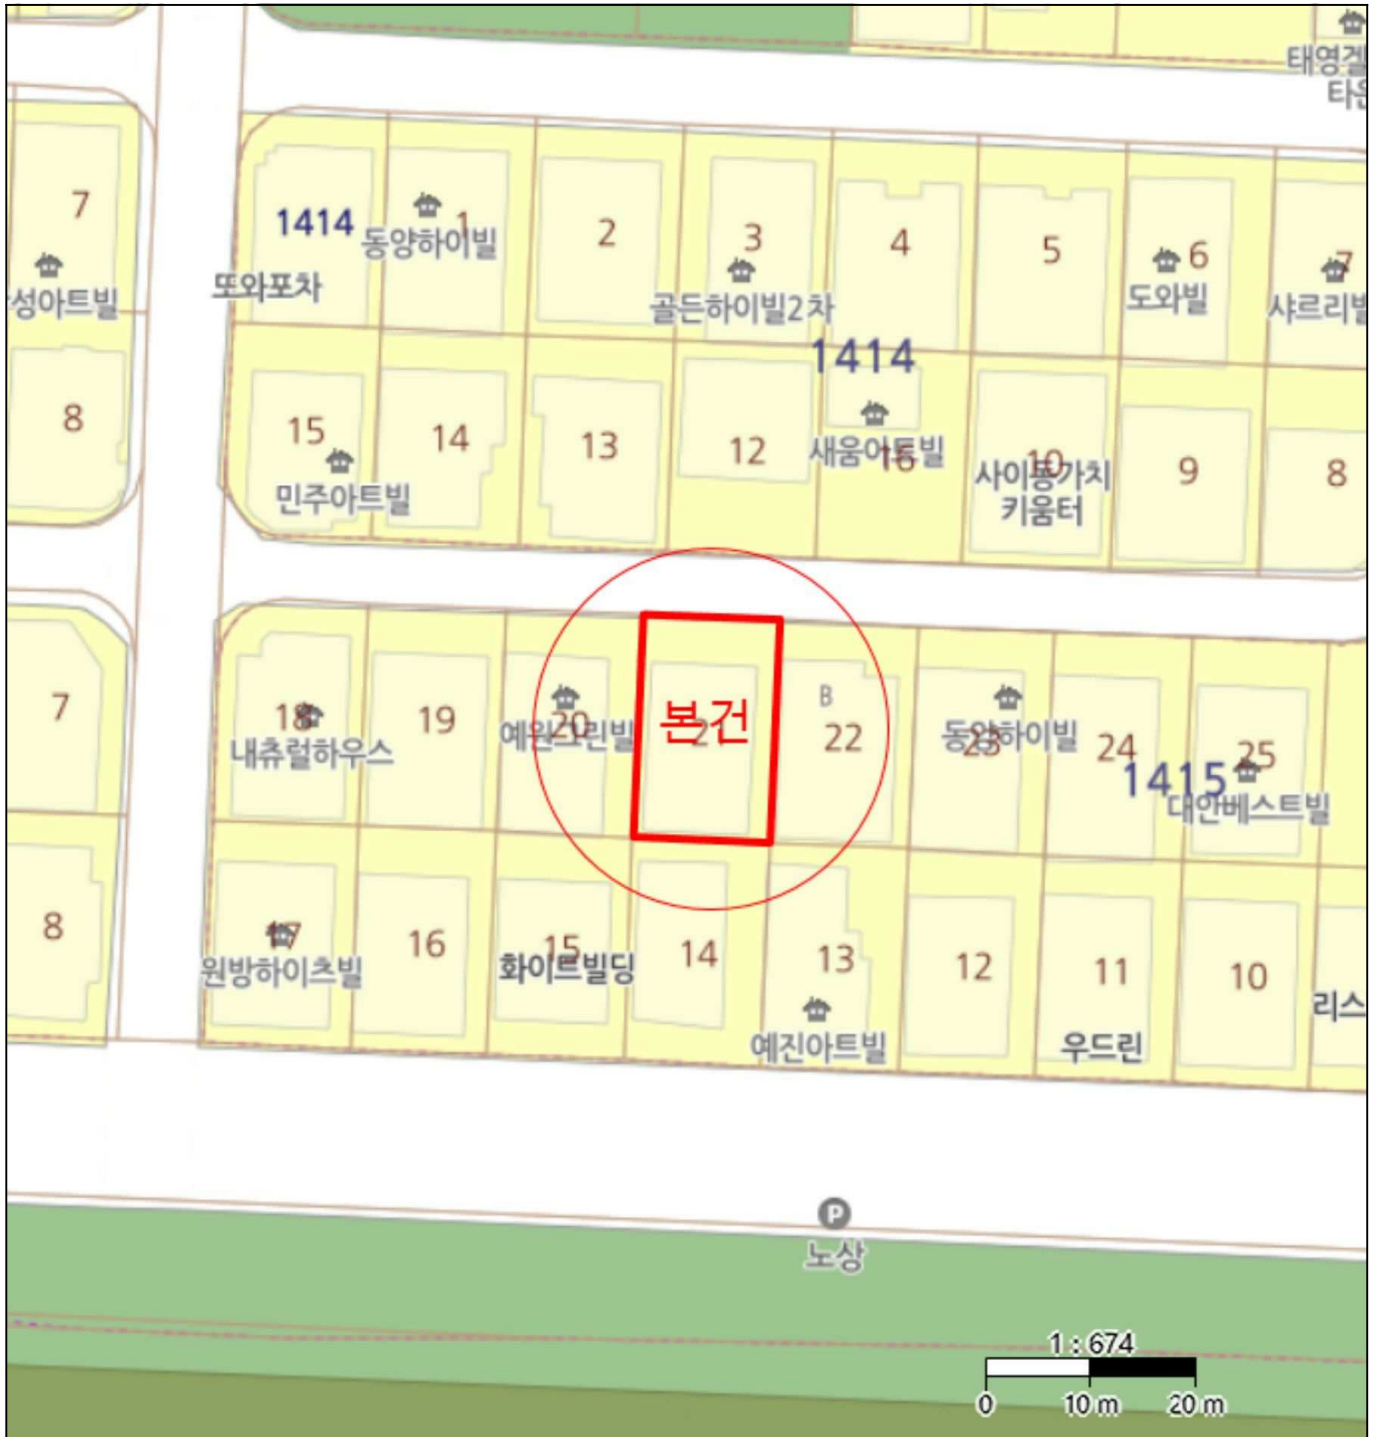 태영겔
타운
7
성아트빌
8
1414
또와포차
1
동양하이빌
2
3
골든하이빌2차
4
5
6
도와빌
7
샤르리빌
1414
15
민주아트빌
14
13
12
새움아트빌
16
10
사이통가치
키움터
9
8
7
18
내츄럴하우스
19
20
예원그린빌
21
본건
B
22
23
동양하이빌
24
1415
25
대안베스트빌
8
17
원방하이츠빌
16
15
화이트빌딩
14
13
예진아트빌
12
11
우드린
10
리스
P
노상
1 : 674
0 10 m 20 m